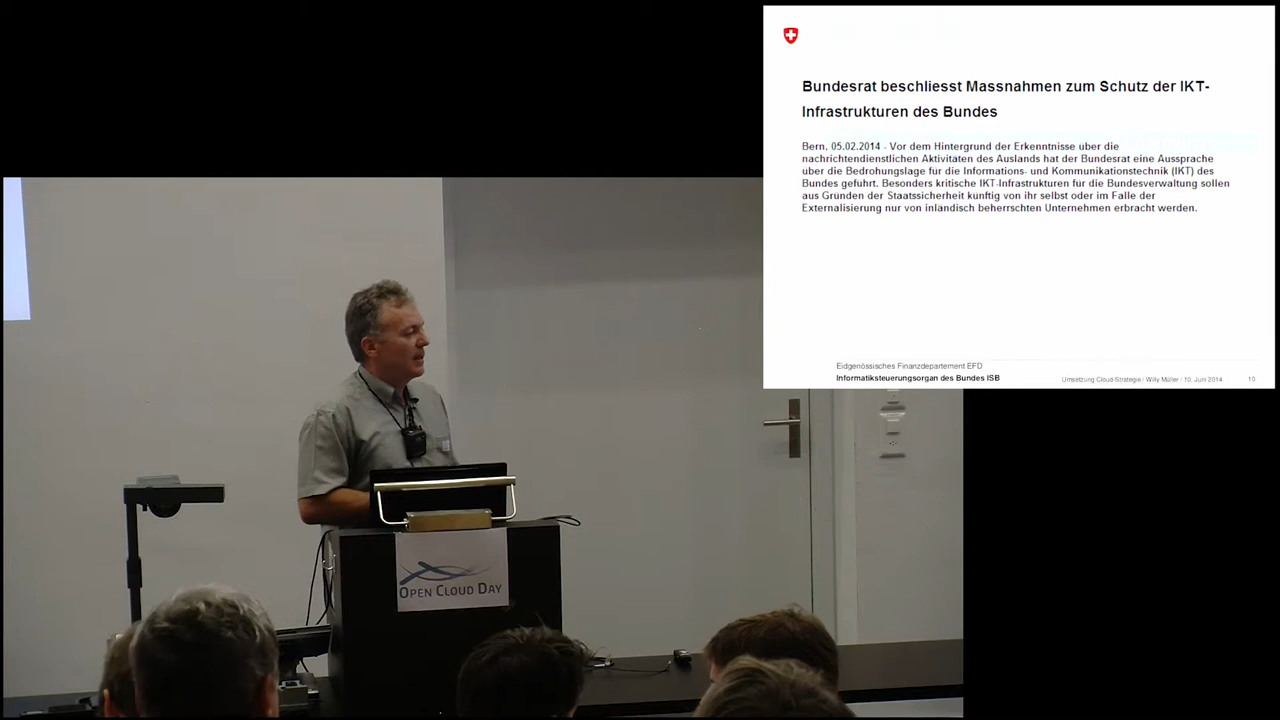 Bundesrat beschliesst Massnahmen zum Schutz der IKT-
Infrastrukturen des Bundes
Bern, 05.02.2014 - Vor dem Hintergrund der Erkenntnisse über die
nachrichtendienstlichen Aktivitäten des Auslands hat der Bundesrat eine Aussprache
über die Bedrohungslage für die Informations- und Kommunikationstechnik (IKT) des
Bundes geführt. Besonders kritische IKT-Infrastrukturen für die Bundesverwaltung sollen
aus Gründen der Staatssicherheit künftig von ihr selbst oder im Falle der
Externalisierung nur von inländisch beherrschten Unternehmen erbracht werden.
Eidgenössisches Finanzdepartement EFD
Informatiksteuerungsorgan des Bundes ISB
Umsetzung Cloud-Strategie / Willy Müller / 10. Juni 2014
10
OPEN CLOUD DAY